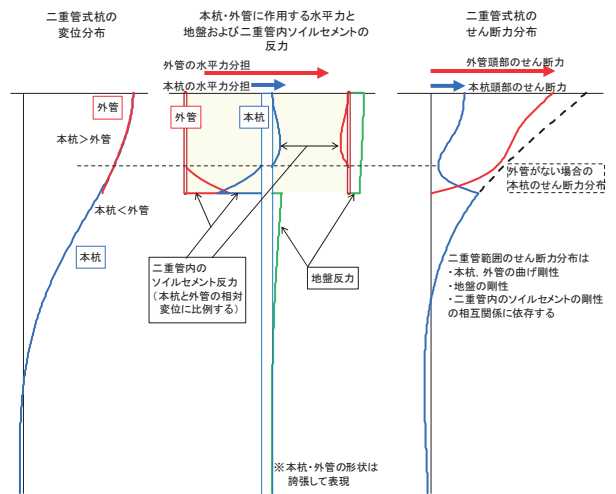 二重管式杭の
変位分布
本杭・外管に作用する水平力と
地盤および二重管内ソイルセメントの
反力
二重管式杭の
せん断力分布
外管の水平力分担
本杭の水平力分担
外管頭部のせん断力
本杭頭部のせん断力
外管
本杭＞外管
本杭＜外管
本杭
外管
本杭
二重管内の
ソイルセメント反力
（本杭と外管の相対
変位に比例する）
地盤反力
外管がない場合の
本杭のせん断力分布
二重管範囲のせん断力分布は
・本杭，外管の曲げ剛性
・地盤の剛性
・二重管内のソイルセメントの剛性
の相互関係に依存する
※本杭・外管の形状は
誇張して表現